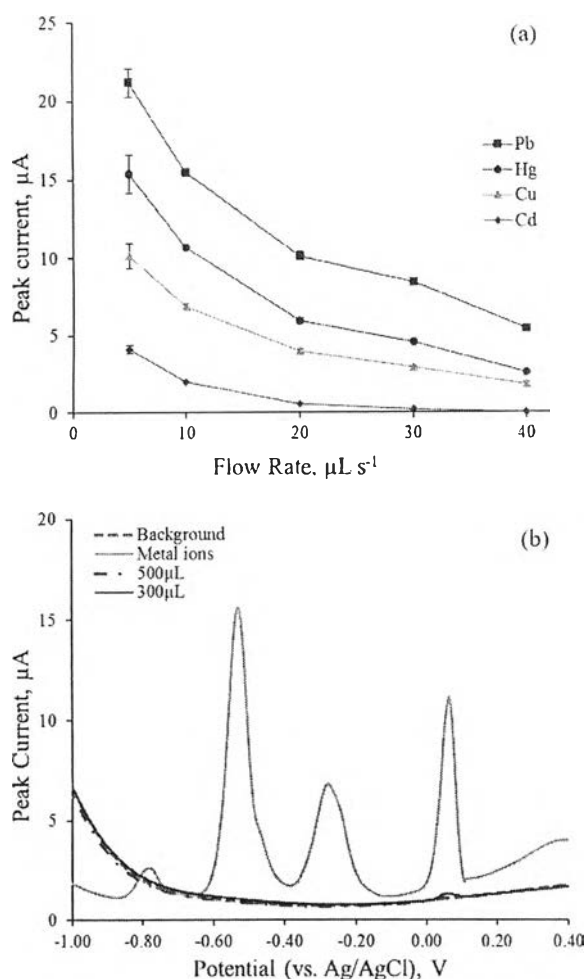 (a)
25
20
15
10
5
0
Peak current, µA
Pb
Hg
Cu
Cd
0 10 20 30 40
Flow Rate, µL s-1
(b)
20
15
10
5
0
Peak Current, µA
Background
Metal ions
500µL
300µL
-1.00 -0.80 -0.60 -0.40 -0.20 0.00 0.20 0.40
Potential (vs. Ag/AgCl), V